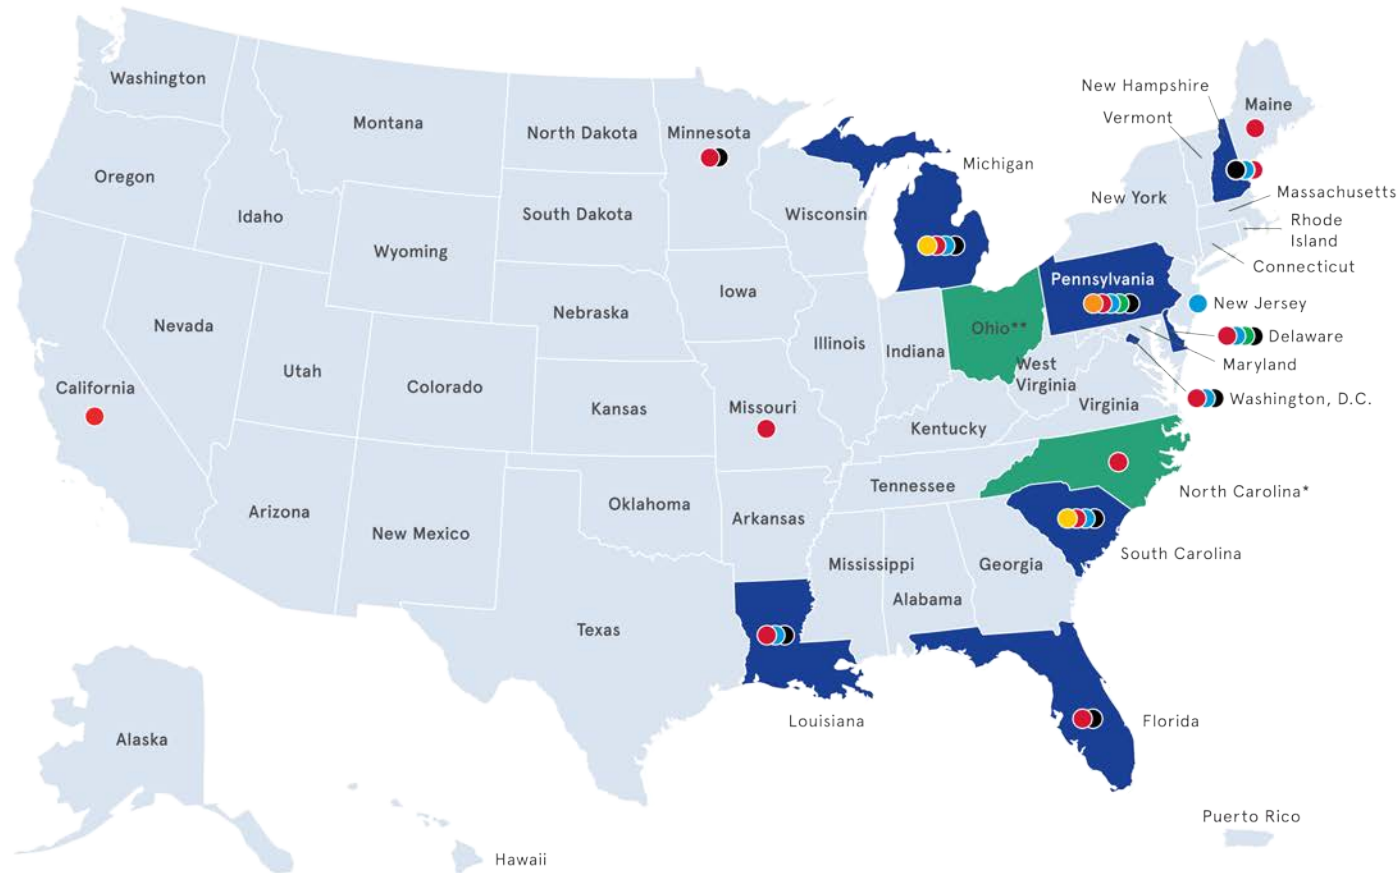 Washington
Montana
North Dakota
Minnesota
New Hampshire
Vermont
Maine
Michigan
Oregon
Idaho
South Dakota
Wisconsin
New York
Massachusetts
Rhode
Island
Connecticut
Wyoming
Pennsylvania
Iowa
Nebraska
New Jersey
Nevada
Ohio**
Delaware
Illinois
Indiana
West
Virginia
Maryland
Utah
Colorado
California
Kansas
Missouri
Virginia
Washington, D.C.
Kentucky
Tennessee
North Carolina*
Oklahoma
Arizona
New Mexico
Arkansas
South Carolina
Mississippi
Georgia
Alabama
Texas
Louisiana
Florida
Alaska
Puerto Rico
Hawaii